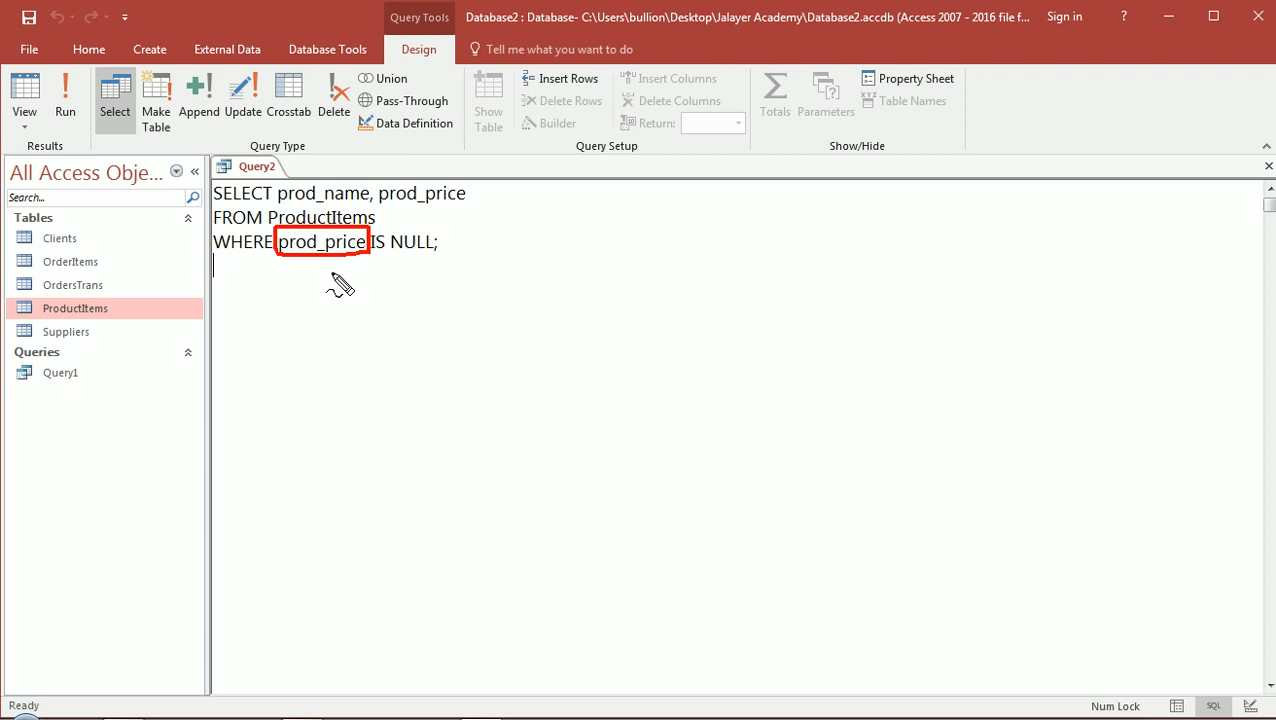 Query Tools
Database2 : Database- C:\Users\bullion\Desktop\Jalayer Academy\Database2.accdb (Access 2007 - 2016 file f...
Sign in
?
File
Home
Create
External Data
Database Tools
Design
Tell me what you want to do
View
Run
Select
Make Table
Append
Update
Crosstab
Delete
Union
Pass-Through
Data Definition
Show Table
Insert Rows
Delete Rows
Builder
Insert Columns
Delete Columns
Return:
Totals
Parameters
Property Sheet
Table Names
Results
Query Type
Query Setup
Show/Hide
All Access Obje...
Search...
Tables
Clients
OrderItems
OrdersTrans
ProductItems
Suppliers
Queries
Query1
Query2
SELECT prod_name, prod_price
FROM ProductItems
WHERE prod_price IS NULL;
Ready
Num Lock
SQL